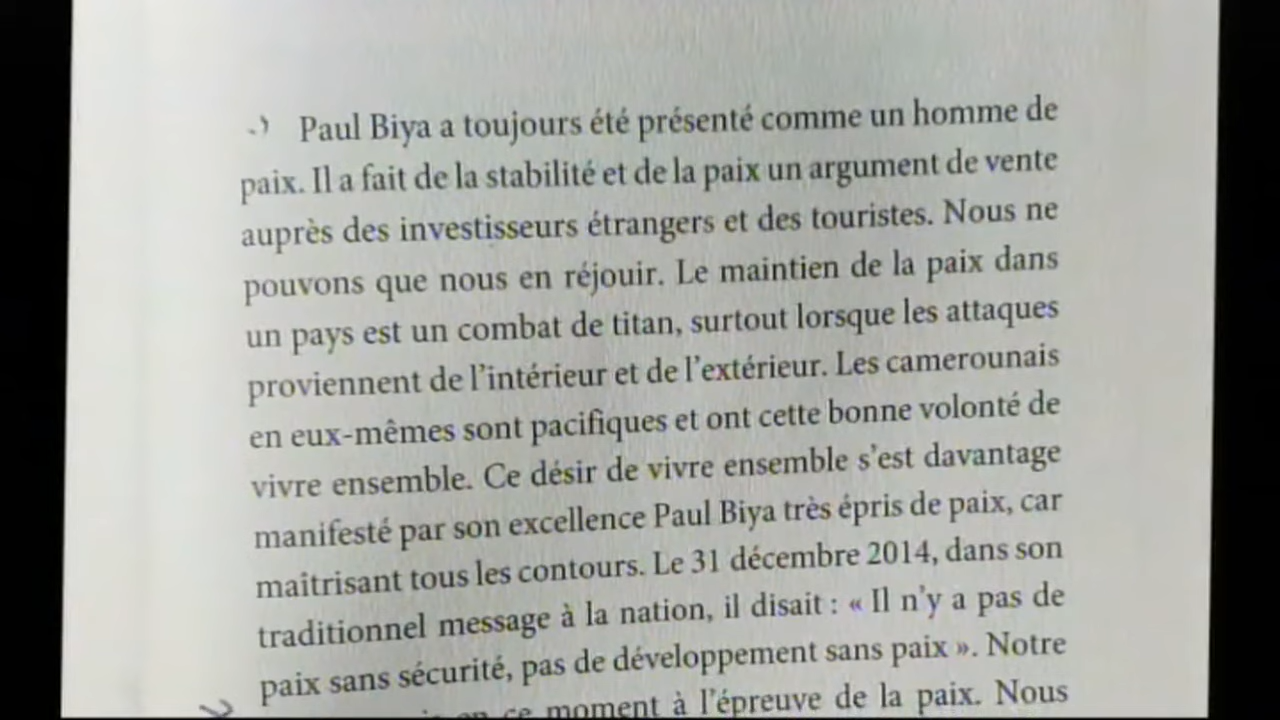 Paul Biya a toujours été présenté comme un homme de
paix. Il a fait de la stabilité et de la paix un argument de vente
auprès des investisseurs étrangers et des touristes. Nous ne
pouvons que nous en réjouir. Le maintien de la paix dans
un pays est un combat de titan, surtout lorsque les attaques
proviennent de l'intérieur et de l'extérieur. Les camerounais
en eux-mêmes sont pacifiques et ont cette bonne volonté de
vivre ensemble. Ce désir de vivre ensemble s'est davantage
manifesté par son excellence Paul Biya très épris de paix, car
maîtrisant tous les contours. Le 31 décembre 2014, dans son
traditionnel message à la nation, il disait : « Il n'y a pas de
paix sans sécurité, pas de développement sans paix ». Notre
ce moment à l'épreuve de la paix. Nous